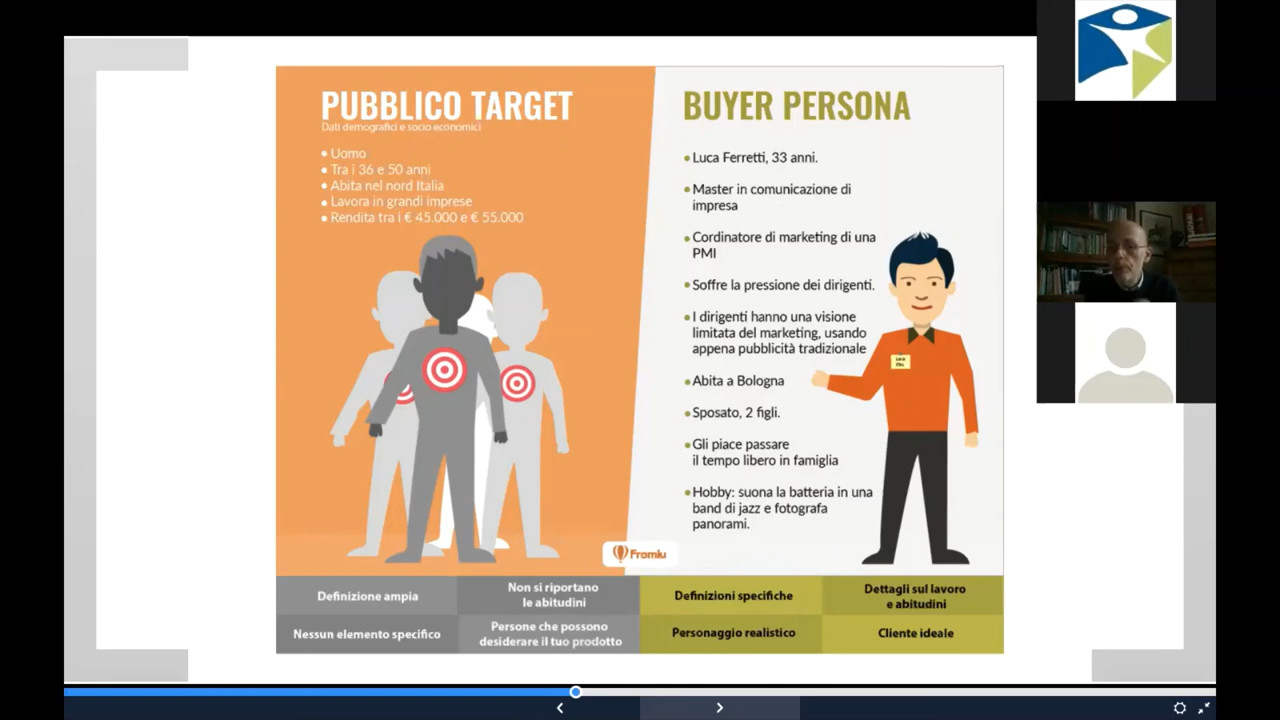 PUBBLICO TARGET
Dati demografici e socio economici
Uomo
Tra i 36 e 50 anni
Abita nel nord Italia
Lavora in grandi imprese
Rendita tra i € 45.000 e € 55.000
BUYER PERSONA
Luca Ferretti, 33 anni.
Master in comunicazione di
impresa
Cordinatore di marketing di una
PMI
Soffre la pressione dei dirigenti.
I dirigenti hanno una visione
limitata del marketing, usando
appena pubblicità tradizionale
Abita a Bologna
Sposato, 2 figli.
Gli piace passare
il tempo libero in famiglia
Hobby: suona la batteria in una
band di jazz e fotografa
panorami.
Definizione ampia
Non si riportano
le abitudini
Definizioni specifiche
Dettagli sul lavoro
e abitudini
Nessun elemento specifico
Persone che possono
desiderare il tuo prodotto
Personaggio realistico
Cliente ideale